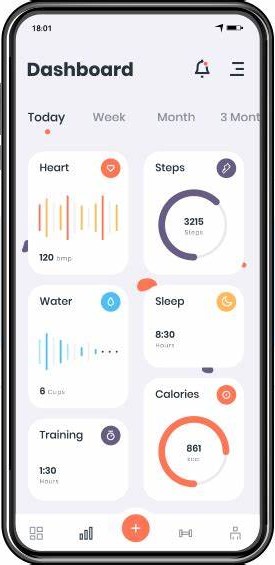 18:01
Dashboard
Today Week Month 3 Mont
Heart
120 bmp
Steps
3215
Steps
Water
6 Cups
Sleep
8:30
Hours
Calories
861
kcal
Training
1:30
Hours